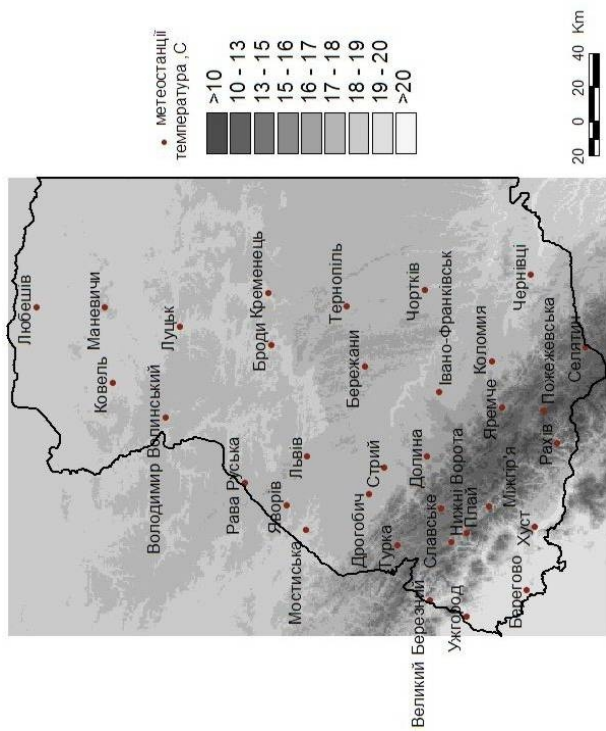 Любешів
Маневичи
Ковель
Луцьк
Володимир Волинський
Рава Руська
Броди
Кременець
Яворів
Львів
Мостиська
Тернопіль
Бережани
Дрогобич
Стрий
Турка
Чортків
Долина
Івано-Франківськ
Славське
Нижні Ворота
Плай
Великий Березний
Ужгород
Коломия
Яремче
Міжгір'я
Чернівці
Пожежевська
Рахів
Хуст
Берегово
Селятин
метеостанції
температура ,С
>10
10 - 13
13 - 15
15 - 16
16 - 17
17 - 18
18 - 19
19 - 20
>20
20 0 20 40 Km